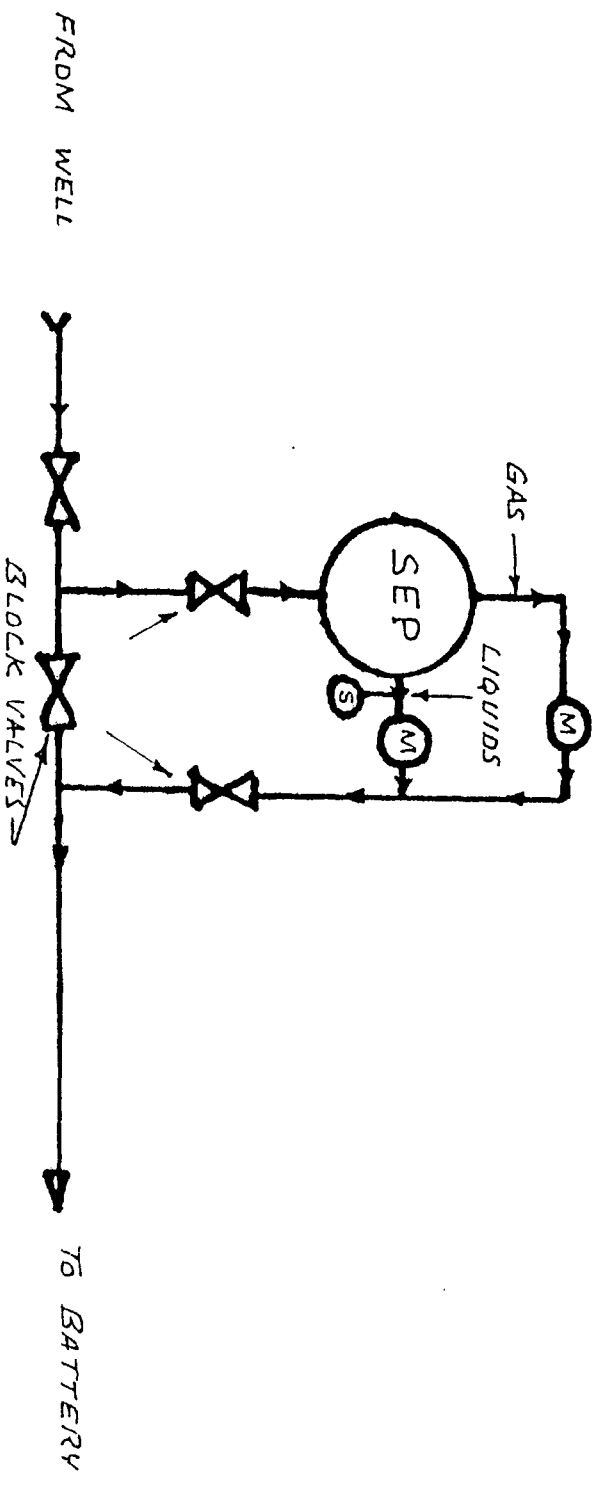 GAS
M
SEP
LIQUIDS
S
M
FROM WELL
TO BATTERY
BLOCK VALVES